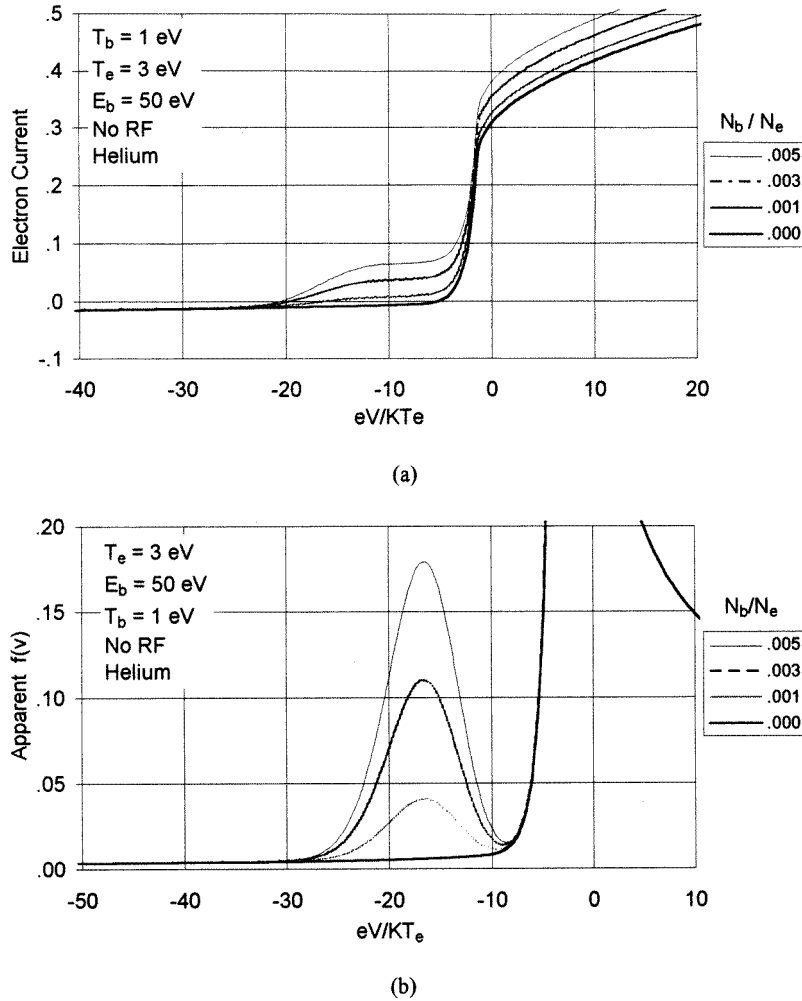 .5
.4
.3
.2
.1
.0
-.1
Electron Current
T_b = 1 eV
T_e = 3 eV
E_b = 50 eV
No RF
Helium
N_b / N_e
.005
.003
.001
.000
-40 -30 -20 -10 0 10 20
eV/KTe
(a)
.20
.15
.10
.05
.00
Apparent f(v)
T_e = 3 eV
E_b = 50 eV
T_b = 1 eV
No RF
Helium
N_b/N_e
.005
.003
.001
.000
-50 -40 -30 -20 -10 0 10
eV/KT_e
(b)